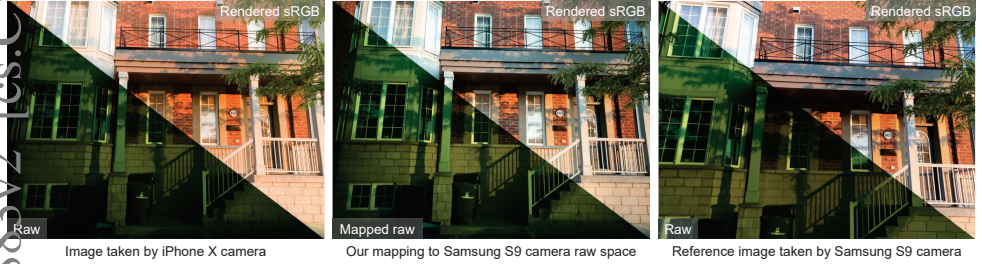 Rendered sRGB
Rendered sRGB
Rendered sRGB
Raw
Mapped raw
Raw
Image taken by iPhone X camera
Our mapping to Samsung S9 camera raw space
Reference image taken by Samsung S9 camera